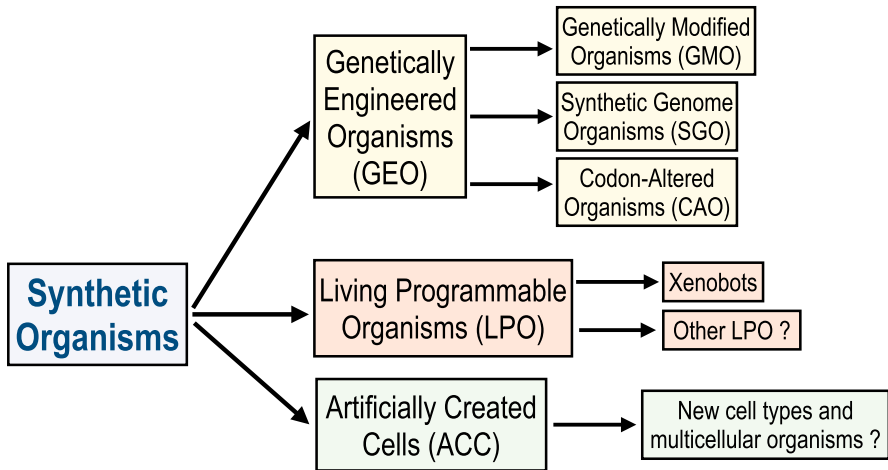 Synthetic
Organisms
Genetically
Engineered
Organisms
(GEO)
Genetically Modified
Organisms (GMO)
Synthetic Genome
Organisms (SGO)
Codon-Altered
Organisms (CAO)
Living Programmable
Organisms (LPO)
Xenobots
Other LPO ?
Artificially Created
Cells (ACC)
New cell types and
multicellular organisms ?